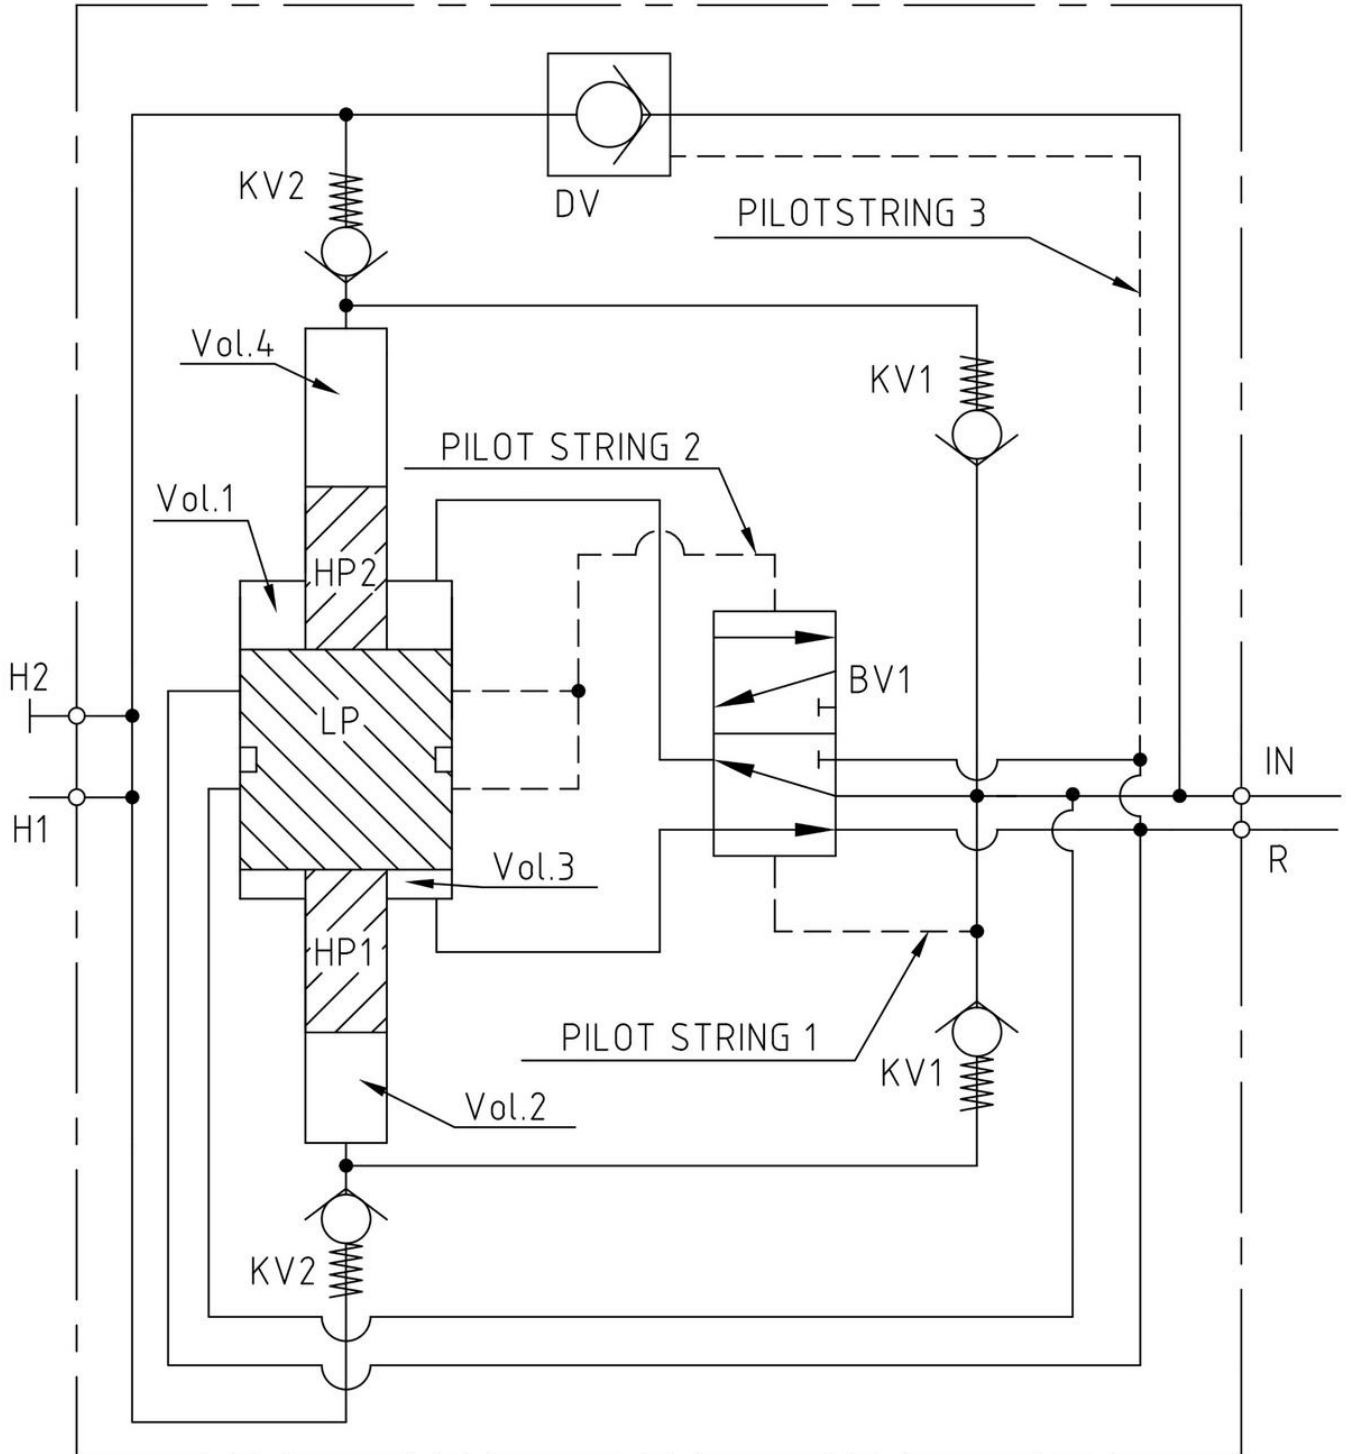 KV2
DV
PILOTSTRING 3
Vol.4
KV1
PILOT STRING 2
Vol.1
HP2
H2
LP
BV1
IN
H1
R
Vol.3
HP1
PILOT STRING 1
KV1
Vol.2
KV2